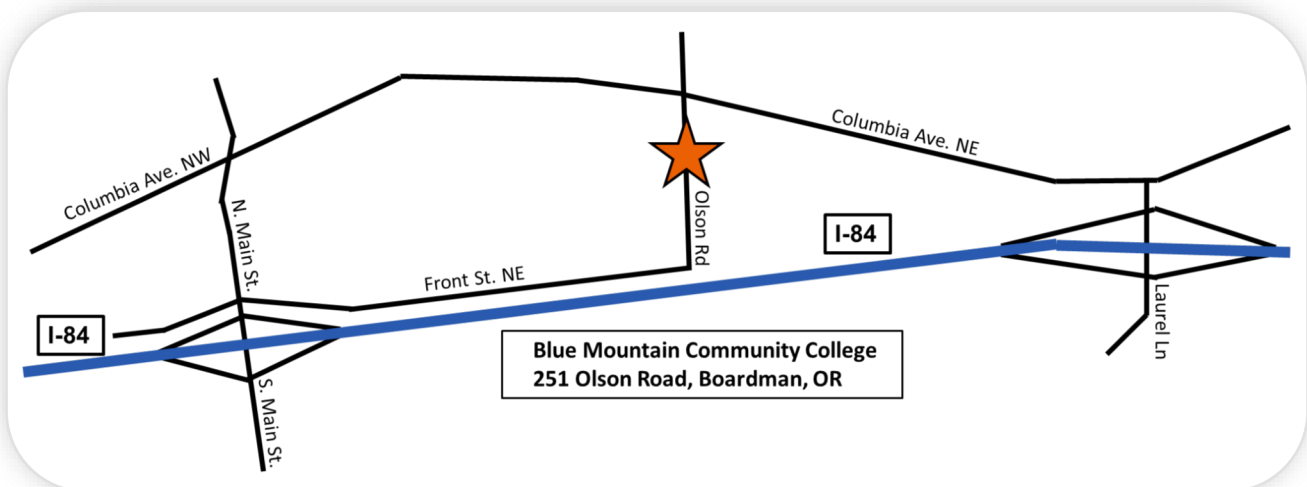 Columbia Ave. NW
N. Main St.
I-84
Front St. NE
S. Main St.
Olson Rd
Columbia Ave. NE
I-84
Laurel Ln
Blue Mountain Community College
251 Olson Road, Boardman, OR